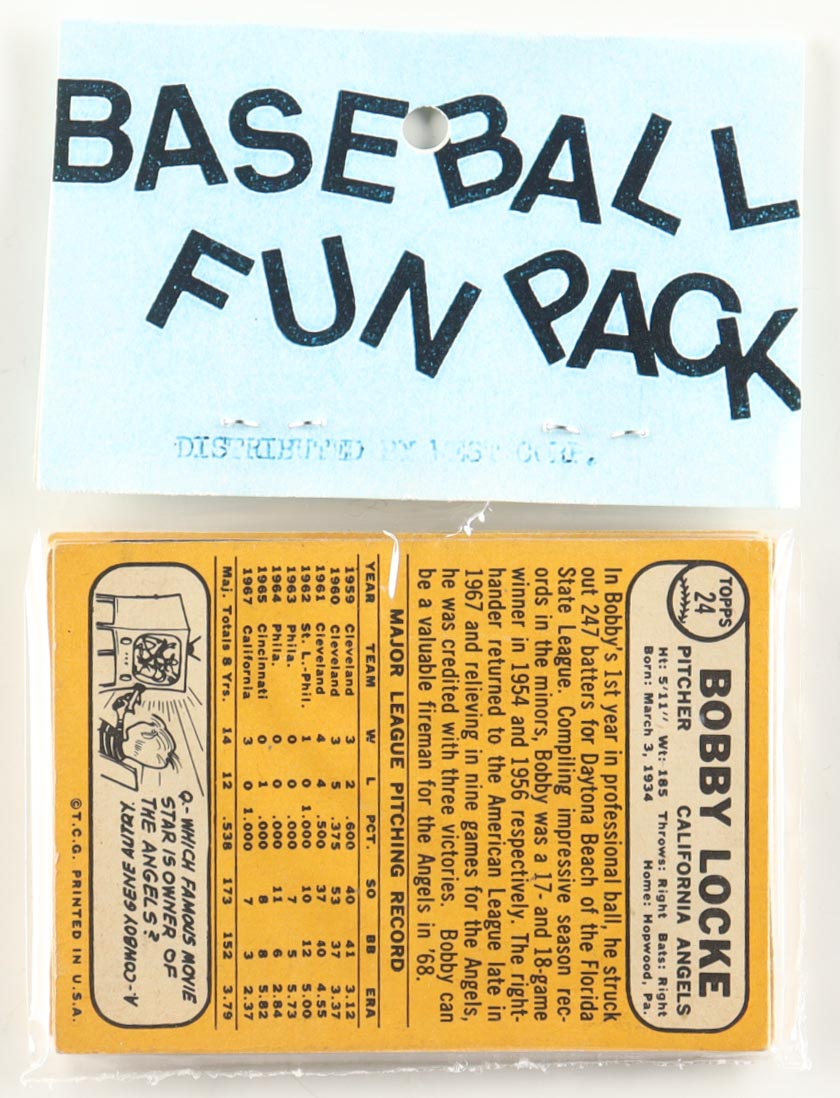 BASEBALL
FUN PACK
DISTRIBUTED BY WEST CORP.
TOPPS
24
BOBBY LOCKE
PITCHER CALIFORNIA ANGELS
Ht: 5'11" Wt: 185 Throws: Right Bats: Right
Born: March 3, 1934 Home: Hopwood, Pa.
In Bobby's 1st year in professional ball, he struck
out 247 batters for Daytona Beach of the Florida
State League. Compiling impressive season rec-
ords in the minors, Bobby was a 17- and 18-game
winner in 1954 and 1956 respectively. The right-
hander returned to the American League late in
1967 and relieving in nine games for the Angels,
he was credited with three victories. Bobby can
be a valuable fireman for the Angels in '68.
MAJOR LEAGUE PITCHING RECORD
YEAR TEAM W L PCT. SO BB ERA
1959 Cleveland 3 2 .600 40 41 3.12
1960 Cleveland 3 5 .375 53 37 3.37
1961 Cleveland 4 4 .500 37 40 4.55
1962 St. L.-Phil. 1 0 1.000 10 12 5.00
1963 Phila. 0 0 .000 7 5 5.73
1964 Phila. 0 0 .000 11 6 2.84
1965 Cincinnati 0 1 .000 8 8 5.82
1967 California 3 0 1.000 7 3 2.37
Maj. Totals 8 Yrs. 14 12 .538 173 152 3.79
Q.-WHICH FAMOUS MOVIE
STAR IS OWNER OF
THE ANGELS?
A.-COWBOY GENE AUTRY.
© T.C.G. PRINTED IN U.S.A.